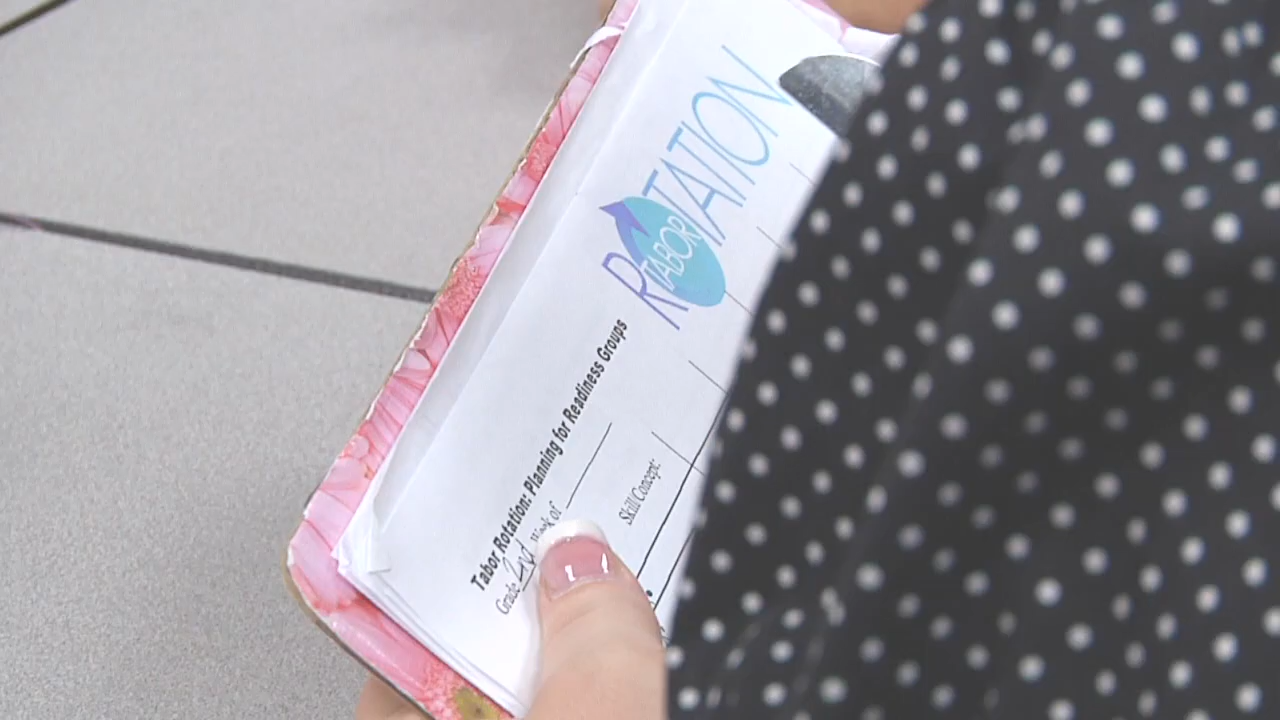 ROTATION
TABOR
Tabor Rotation: Planning for Readiness Groups
Grade 2nd Week of
Skill Concept: